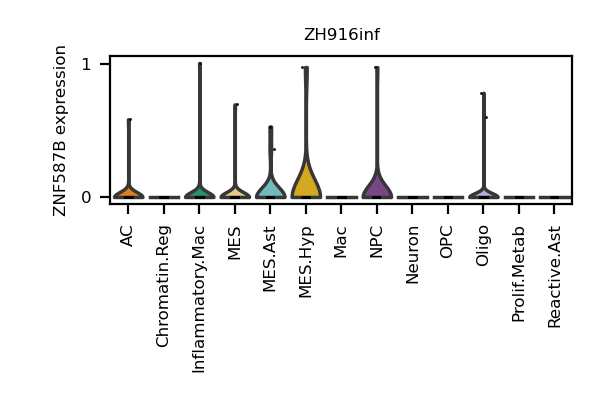 ZH916inf
ZNF587B expression
1
0
AC
Chromatin.Reg
Inflammatory.Mac
MES
MES.Ast
MES.Hyp
Mac
NPC
Neuron
OPC
Oligo
Prolif.Metab
Reactive.Ast